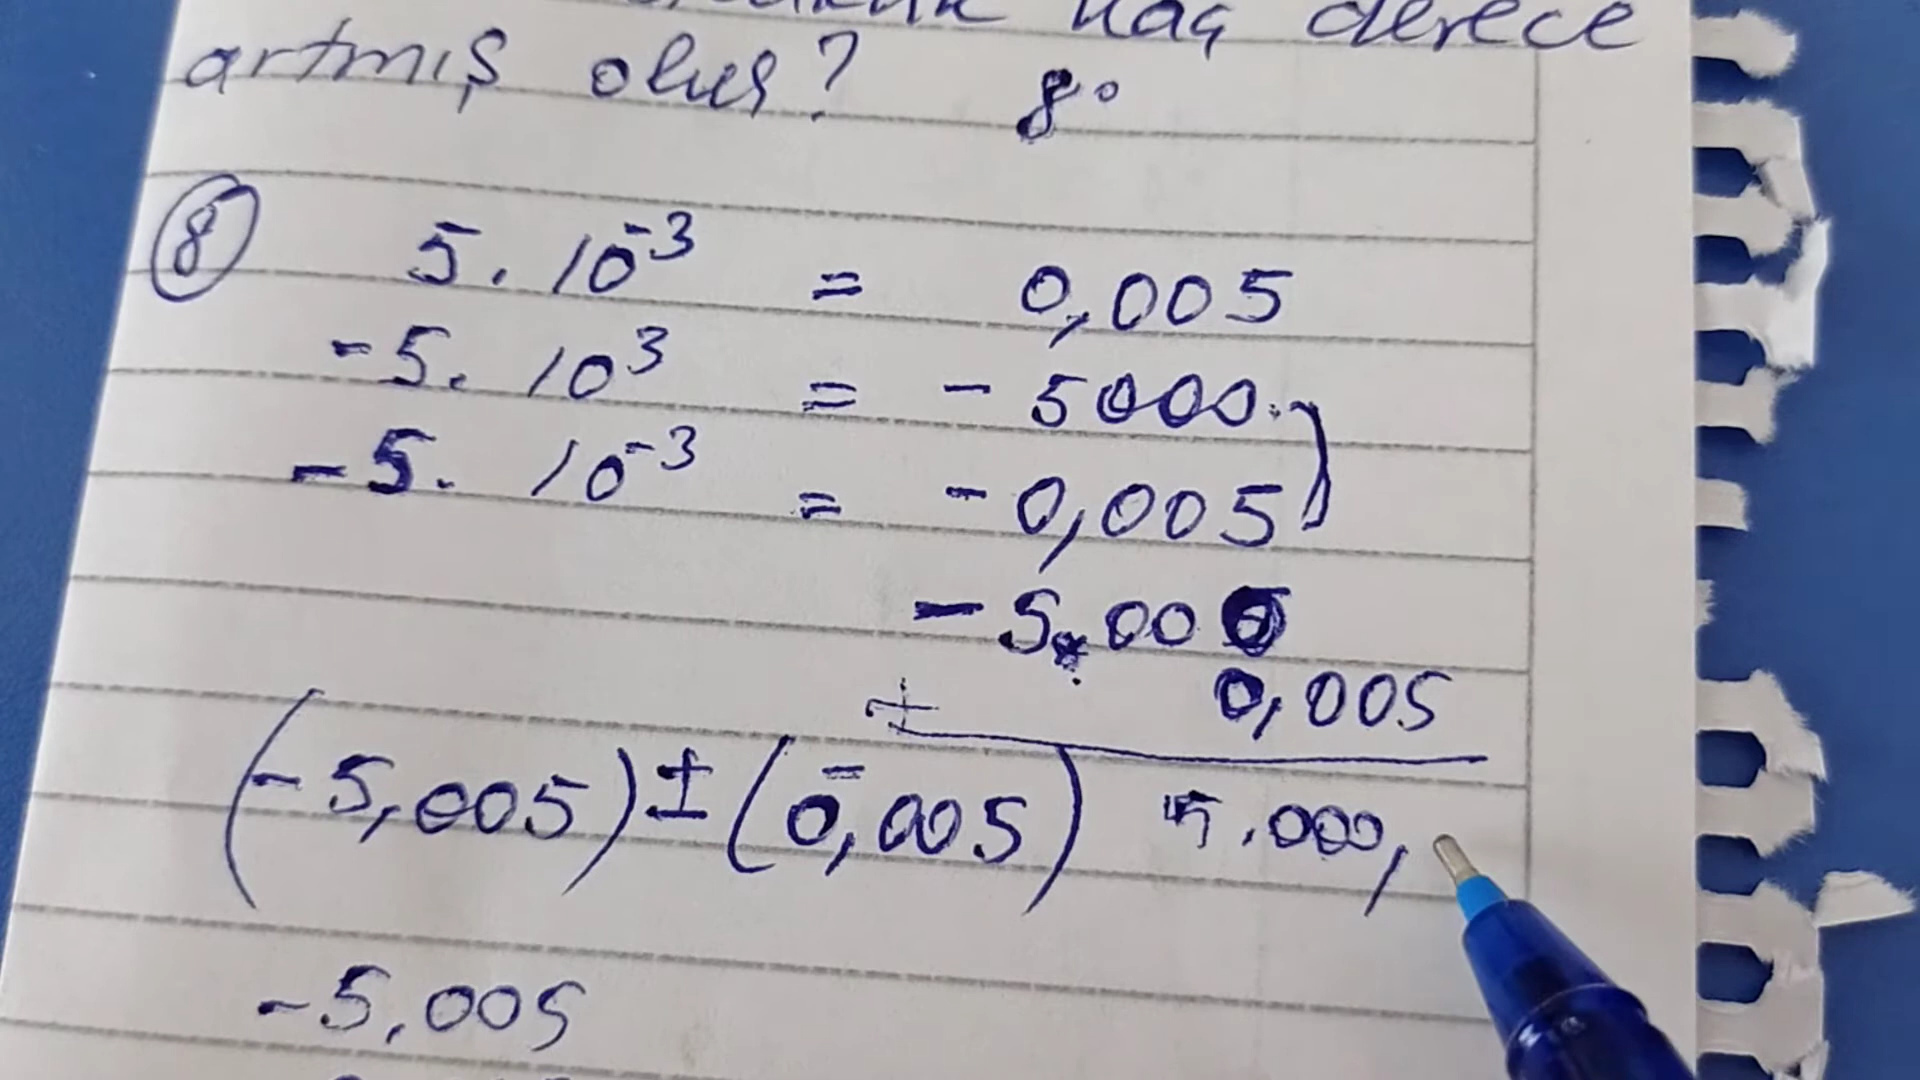 kaç derece
artmış olur? 8°
⑧ 5. 10⁻³ = 0,005
-5. 10³ = - 5000.
-5. 10⁻³ = - 0,005
- 5.000
+ 0,005
(-5,005) ± (-0,005) 5.000,
-5,005